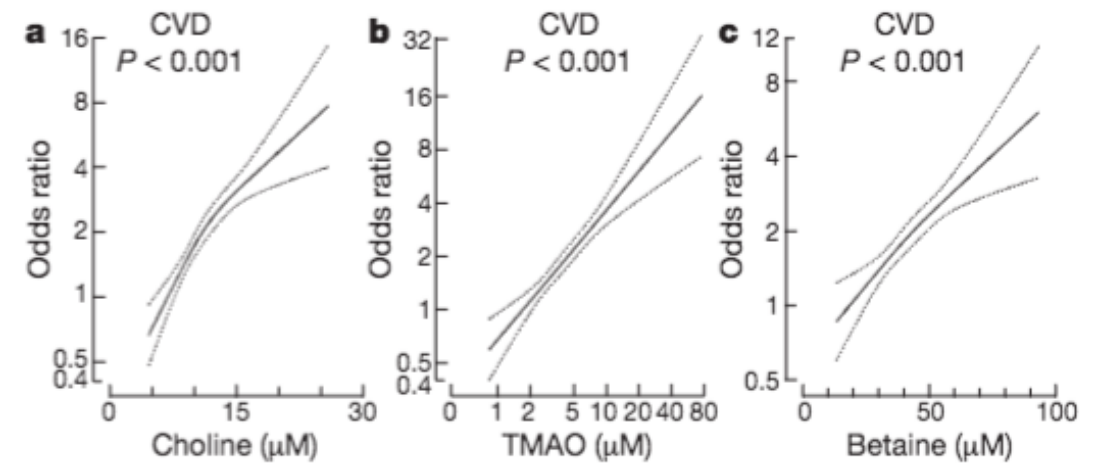 a CVD
P < 0.001
Odds ratio
16
8
4
2
1
0.5
0.4
0 15 30
Choline (μM)
b CVD
P < 0.001
Odds ratio
32
16
8
4
2
1
0.5
0.4
0 1 2 5 10 20 40 80
TMAO (μM)
c CVD
P < 0.001
Odds ratio
12
8
4
2
1
0.5
0 50 100
Betaine (μM)